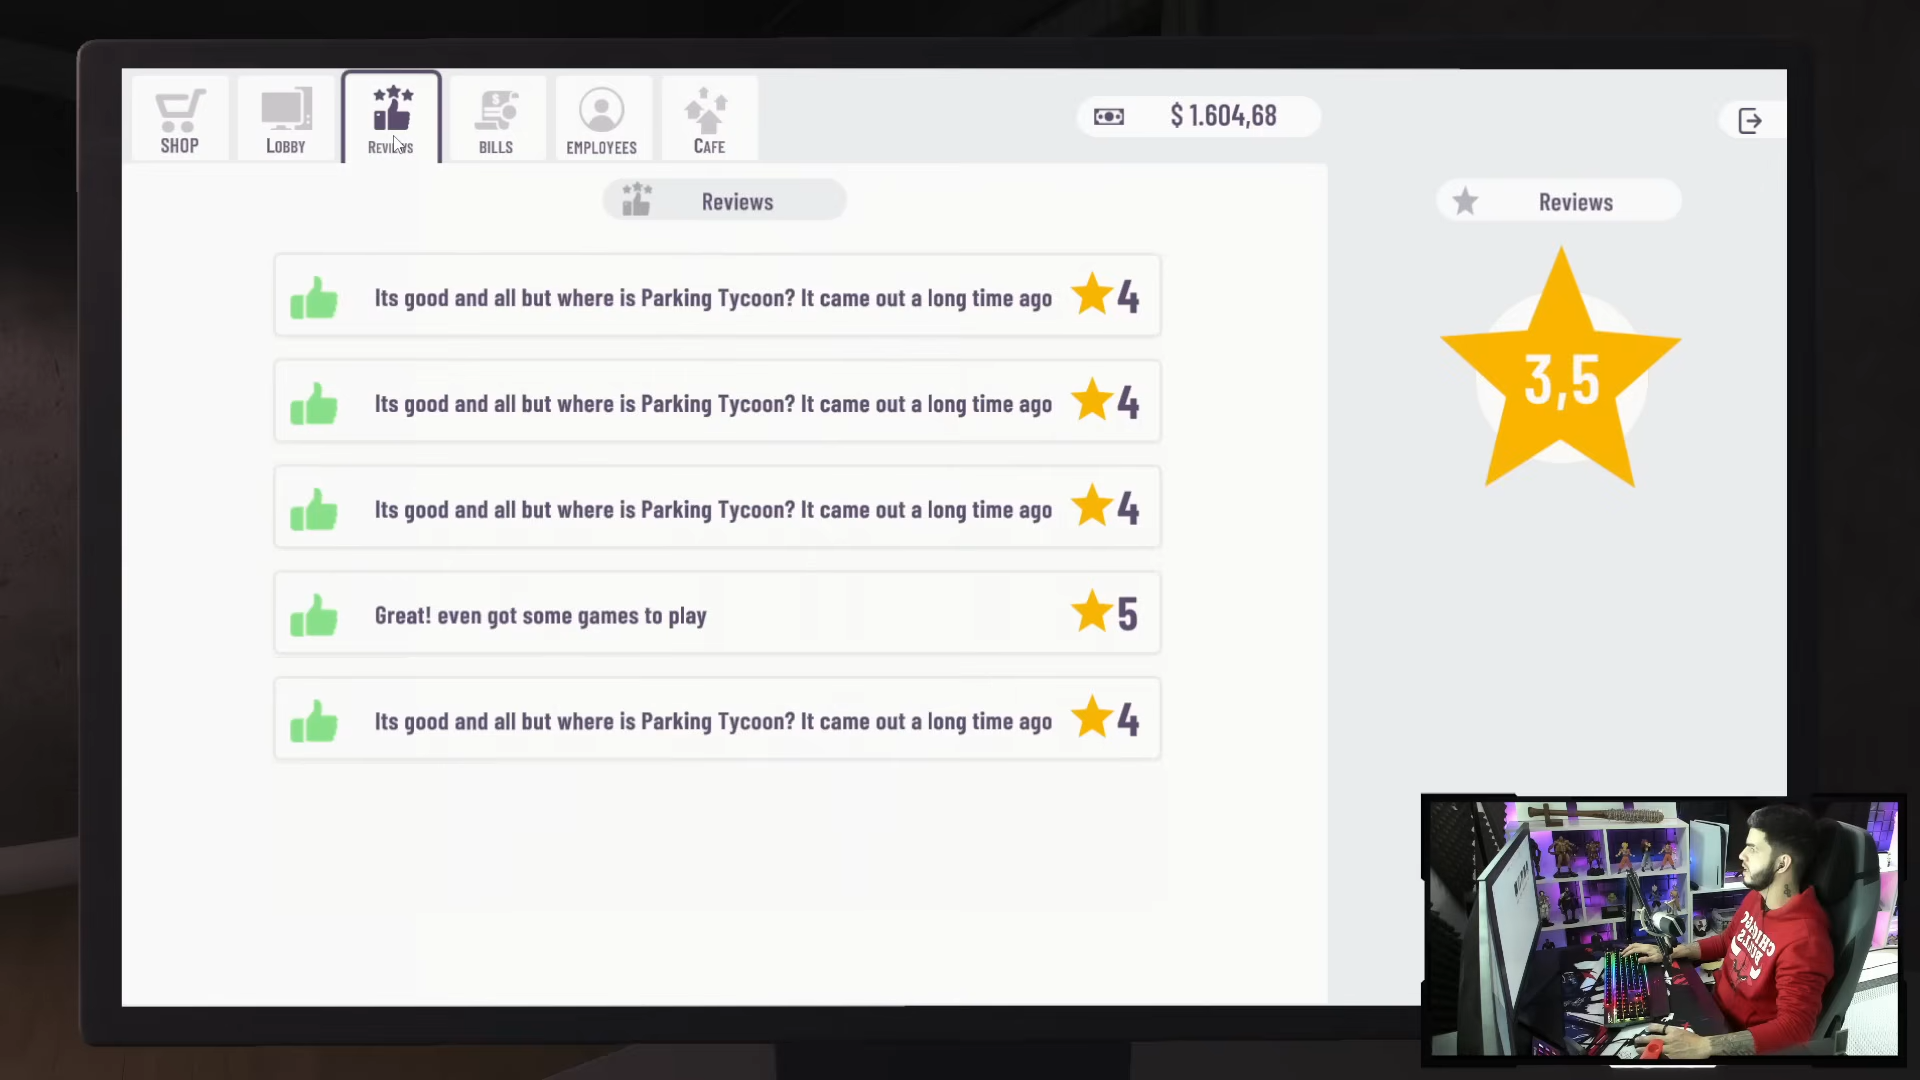 SHOP
LOBBY
REVIEWS
BILLS
EMPLOYEES
CAFE
$ 1.604,68
Reviews
Reviews
Its good and all but where is Parking Tycoon? It came out a long time ago
4
3,5
Its good and all but where is Parking Tycoon? It came out a long time ago
4
Its good and all but where is Parking Tycoon? It came out a long time ago
4
Great! even got some games to play
5
Its good and all but where is Parking Tycoon? It came out a long time ago
4
CHICAGO
BULLS